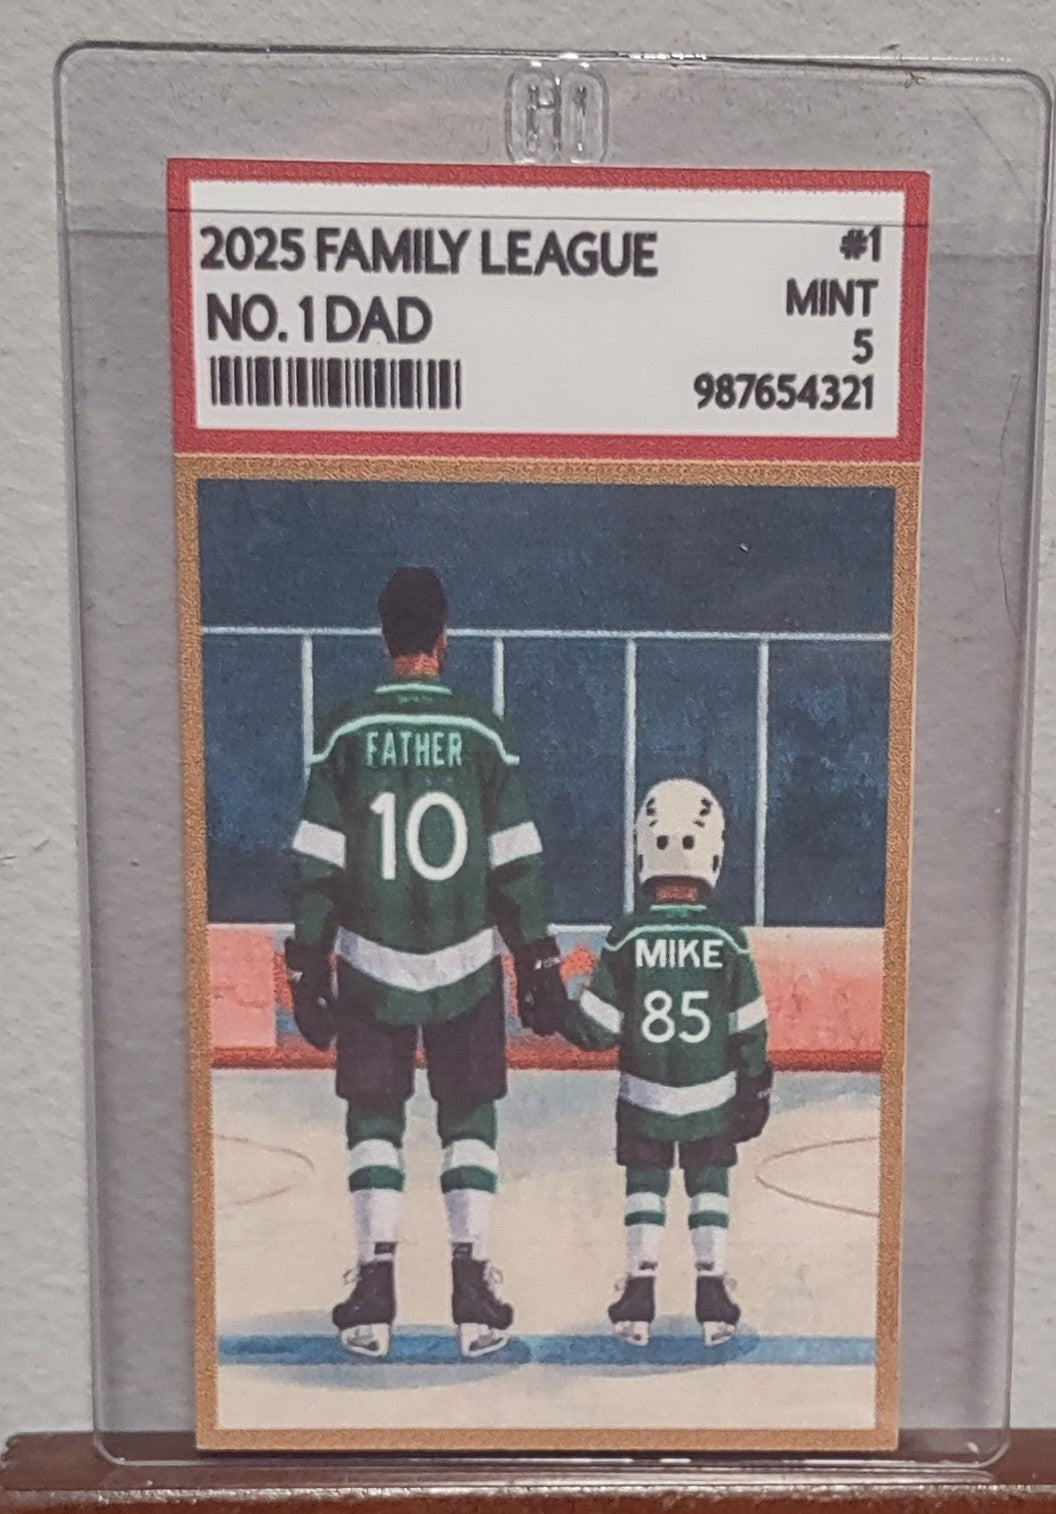 2025 FAMILY LEAGUE #1
NO. 1 DAD MINT
5
987654321
FATHER
10
MIKE
85